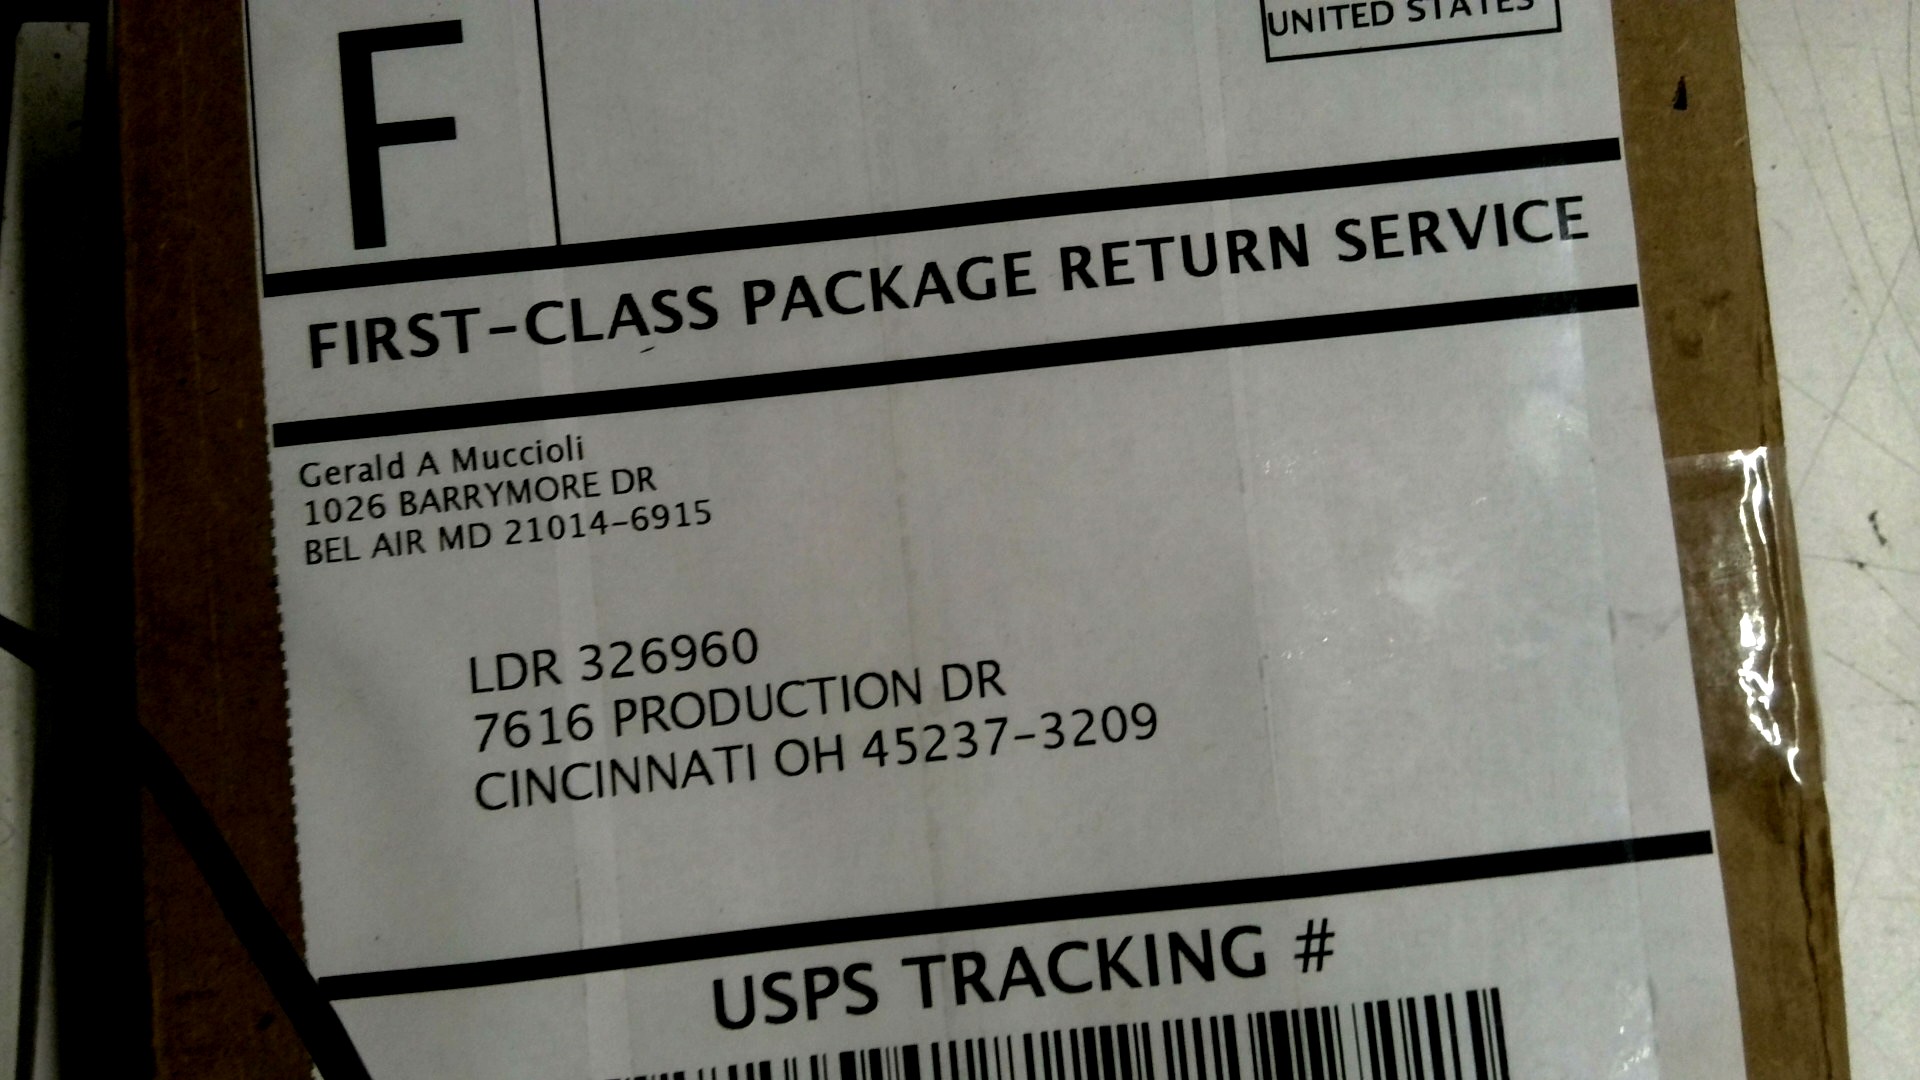 F
UNITED STATES
FIRST-CLASS PACKAGE RETURN SERVICE
Gerald A Muccioli
1026 BARRYMORE DR
BEL AIR MD 21014-6915
LDR 326960
7616 PRODUCTION DR
CINCINNATI OH 45237-3209
USPS TRACKING #